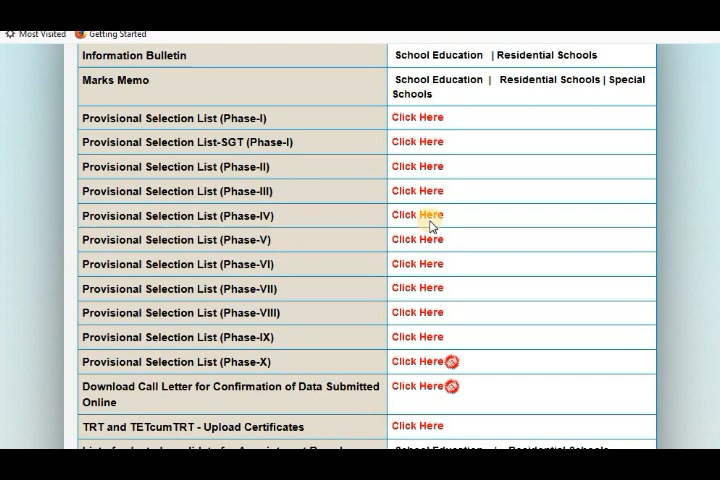 Most Visited Getting Started
Information Bulletin School Education | Residential Schools
Marks Memo School Education | Residential Schools | Special
Schools
Provisional Selection List (Phase-I) Click Here
Provisional Selection List-SGT (Phase-I) Click Here
Provisional Selection List (Phase-II) Click Here
Provisional Selection List (Phase-III) Click Here
Provisional Selection List (Phase-IV) Click Here
Provisional Selection List (Phase-V) Click Here
Provisional Selection List (Phase-VI) Click Here
Provisional Selection List (Phase-VII) Click Here
Provisional Selection List (Phase-VIII) Click Here
Provisional Selection List (Phase-IX) Click Here
Provisional Selection List (Phase-X) Click Here
Download Call Letter for Confirmation of Data Submitted Click Here
Online
TRT and TETcumTRT - Upload Certificates Click Here